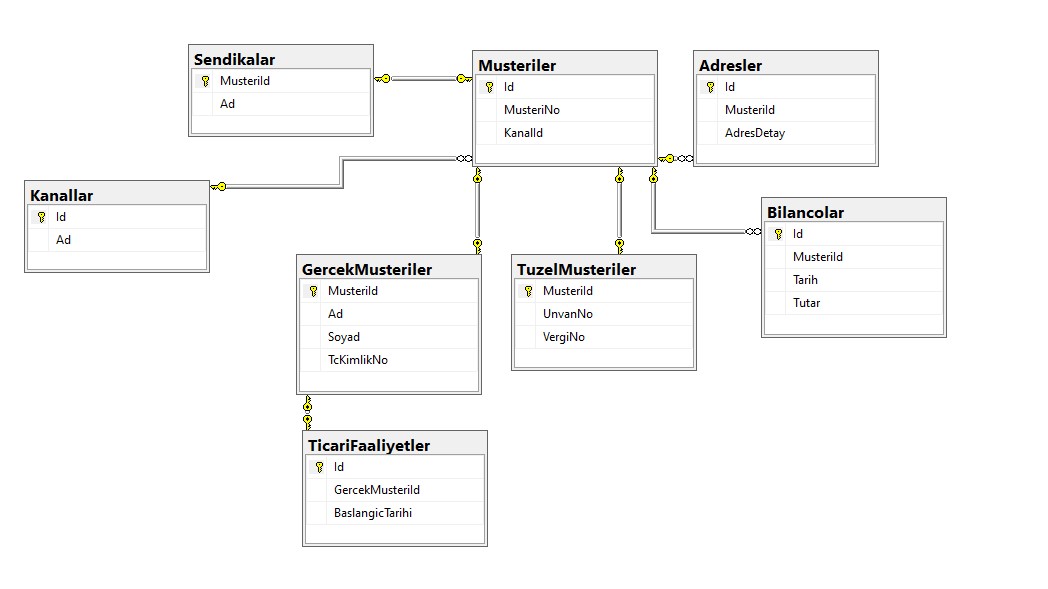 Sendikalar
MusteriId
Ad
Musteriler
Id
MusteriNo
KanalId
Adresler
Id
MusteriId
AdresDetay
Kanallar
Id
Ad
Bilancolar
Id
MusteriId
Tarih
Tutar
GercekMusteriler
MusteriId
Ad
Soyad
TcKimlikNo
TuzelMusteriler
MusteriId
UnvanNo
VergiNo
TicariFaaliyetler
Id
GercekMusteriId
BaslangicTarihi